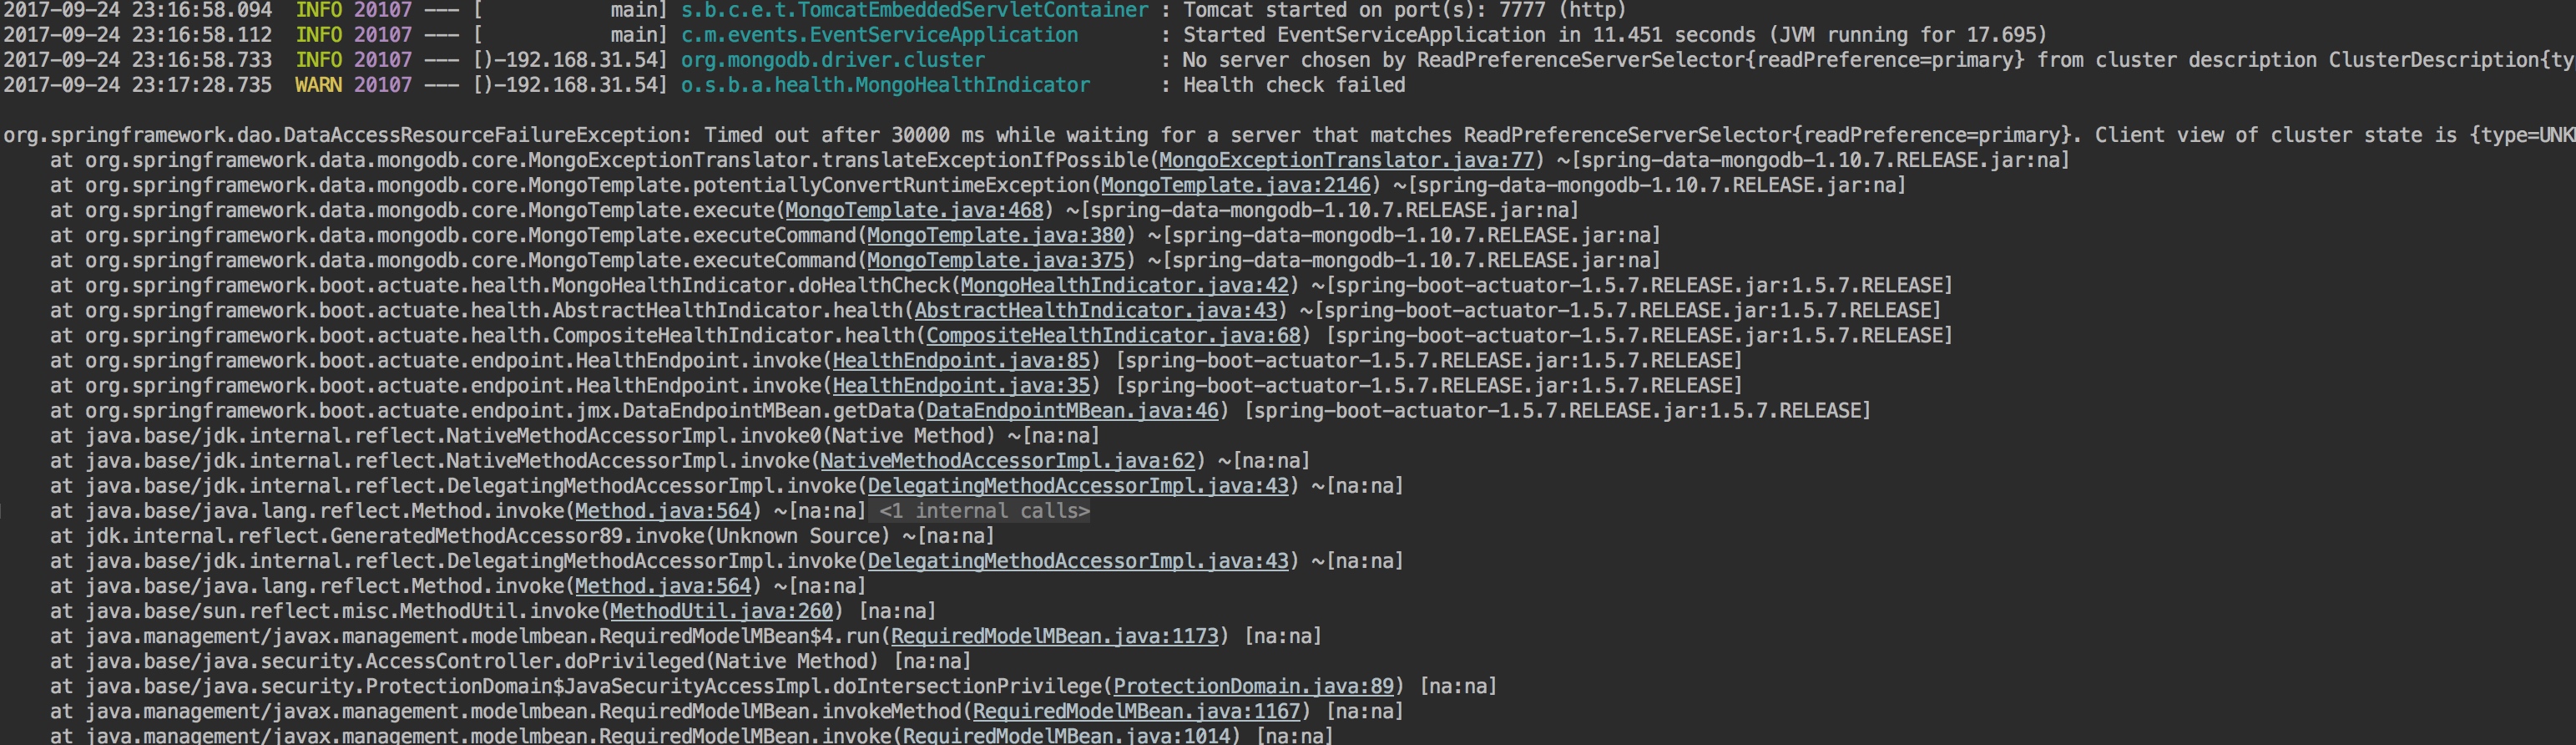 2017-09-24 23:16:58.094  INFO 20107 --- [           main] s.b.c.e.t.TomcatEmbeddedServletContainer : Tomcat started on port(s): 7777 (http)
2017-09-24 23:16:58.112  INFO 20107 --- [           main] c.m.events.EventServiceApplication       : Started EventServiceApplication in 11.451 seconds (JVM running for 17.695)
2017-09-24 23:16:58.733  INFO 20107 --- [)-192.168.31.54] org.mongodb.driver.cluster               : No server chosen by ReadPreferenceServerSelector{readPreference=primary} from cluster description ClusterDescription{ty
2017-09-24 23:17:28.735  WARN 20107 --- [)-192.168.31.54] o.s.b.a.health.MongoHealthIndicator      : Health check failed
org.springframework.dao.DataAccessResourceFailureException: Timed out after 30000 ms while waiting for a server that matches ReadPreferenceServerSelector{readPreference=primary}. Client view of cluster state is {type=UNK
at org.springframework.data.mongodb.core.MongoExceptionTranslator.translateExceptionIfPossible(MongoExceptionTranslator.java:77) ~[spring-data-mongodb-1.10.7.RELEASE.jar:na]
at org.springframework.data.mongodb.core.MongoTemplate.potentiallyConvertRuntimeException(MongoTemplate.java:2146) ~[spring-data-mongodb-1.10.7.RELEASE.jar:na]
at org.springframework.data.mongodb.core.MongoTemplate.execute(MongoTemplate.java:468) ~[spring-data-mongodb-1.10.7.RELEASE.jar:na]
at org.springframework.data.mongodb.core.MongoTemplate.executeCommand(MongoTemplate.java:380) ~[spring-data-mongodb-1.10.7.RELEASE.jar:na]
at org.springframework.data.mongodb.core.MongoTemplate.executeCommand(MongoTemplate.java:375) ~[spring-data-mongodb-1.10.7.RELEASE.jar:na]
at org.springframework.boot.actuate.health.MongoHealthIndicator.doHealthCheck(MongoHealthIndicator.java:42) ~[spring-boot-actuator-1.5.7.RELEASE.jar:1.5.7.RELEASE]
at org.springframework.boot.actuate.health.AbstractHealthIndicator.health(AbstractHealthIndicator.java:43) ~[spring-boot-actuator-1.5.7.RELEASE.jar:1.5.7.RELEASE]
at org.springframework.boot.actuate.health.CompositeHealthIndicator.health(CompositeHealthIndicator.java:68) [spring-boot-actuator-1.5.7.RELEASE.jar:1.5.7.RELEASE]
at org.springframework.boot.actuate.endpoint.HealthEndpoint.invoke(HealthEndpoint.java:85) [spring-boot-actuator-1.5.7.RELEASE.jar:1.5.7.RELEASE]
at org.springframework.boot.actuate.endpoint.HealthEndpoint.invoke(HealthEndpoint.java:35) [spring-boot-actuator-1.5.7.RELEASE.jar:1.5.7.RELEASE]
at org.springframework.boot.actuate.endpoint.jmx.DataEndpointMBean.getData(DataEndpointMBean.java:46) [spring-boot-actuator-1.5.7.RELEASE.jar:1.5.7.RELEASE]
at java.base/jdk.internal.reflect.NativeMethodAccessorImpl.invoke0(Native Method) ~[na:na]
at java.base/jdk.internal.reflect.NativeMethodAccessorImpl.invoke(NativeMethodAccessorImpl.java:62) ~[na:na]
at java.base/jdk.internal.reflect.DelegatingMethodAccessorImpl.invoke(DelegatingMethodAccessorImpl.java:43) ~[na:na]
at java.base/java.lang.reflect.Method.invoke(Method.java:564) ~[na:na] <1 internal calls>
at jdk.internal.reflect.GeneratedMethodAccessor89.invoke(Unknown Source) ~[na:na]
at java.base/jdk.internal.reflect.DelegatingMethodAccessorImpl.invoke(DelegatingMethodAccessorImpl.java:43) ~[na:na]
at java.base/java.lang.reflect.Method.invoke(Method.java:564) ~[na:na]
at java.base/sun.reflect.misc.MethodUtil.invoke(MethodUtil.java:260) [na:na]
at java.management/javax.management.modelmbean.RequiredModelMBean$4.run(RequiredModelMBean.java:1173) [na:na]
at java.base/java.security.AccessController.doPrivileged(Native Method) [na:na]
at java.base/java.security.ProtectionDomain$JavaSecurityAccessImpl.doIntersectionPrivilege(ProtectionDomain.java:89) [na:na]
at java.management/javax.management.modelmbean.RequiredModelMBean.invokeMethod(RequiredModelMBean.java:1167) [na:na]
at java.management/javax.management.modelmbean.RequiredModelMBean.invoke(RequiredModelMBean.java:1014) [na:na]